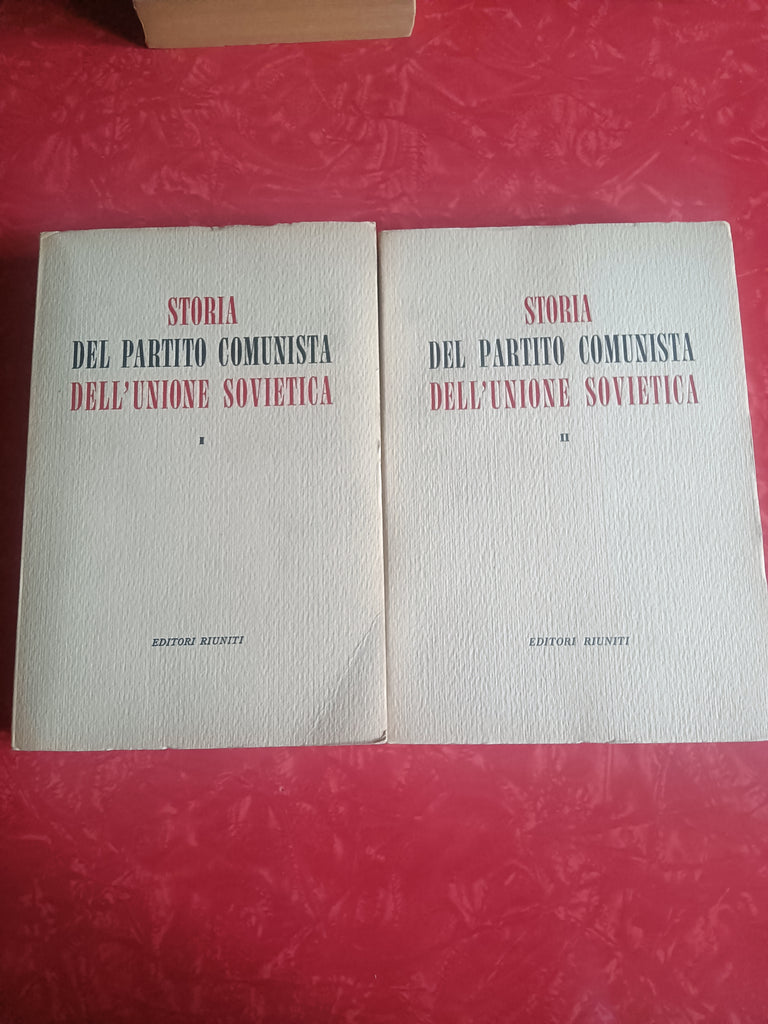 STORIA
DEL PARTITO COMUNISTA
DELL'UNIONE SOVIETICA
I
EDITORI RIUNITI
STORIA
DEL PARTITO COMUNISTA
DELL'UNIONE SOVIETICA
II
EDITORI RIUNITI